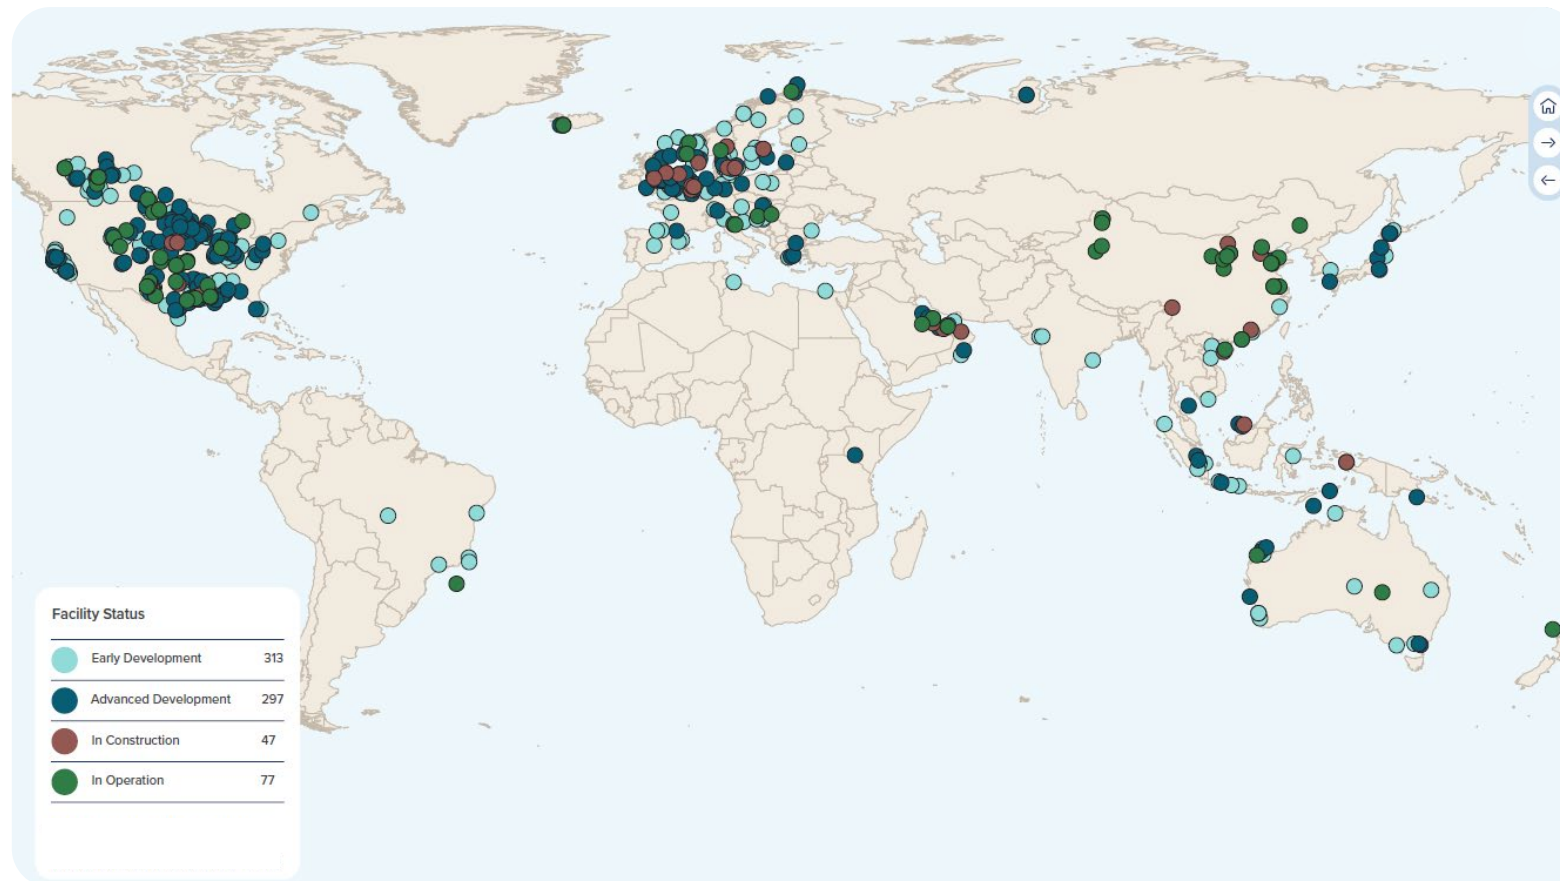 Facility Status
Early Development 313
Advanced Development 297
In Construction 47
In Operation 77